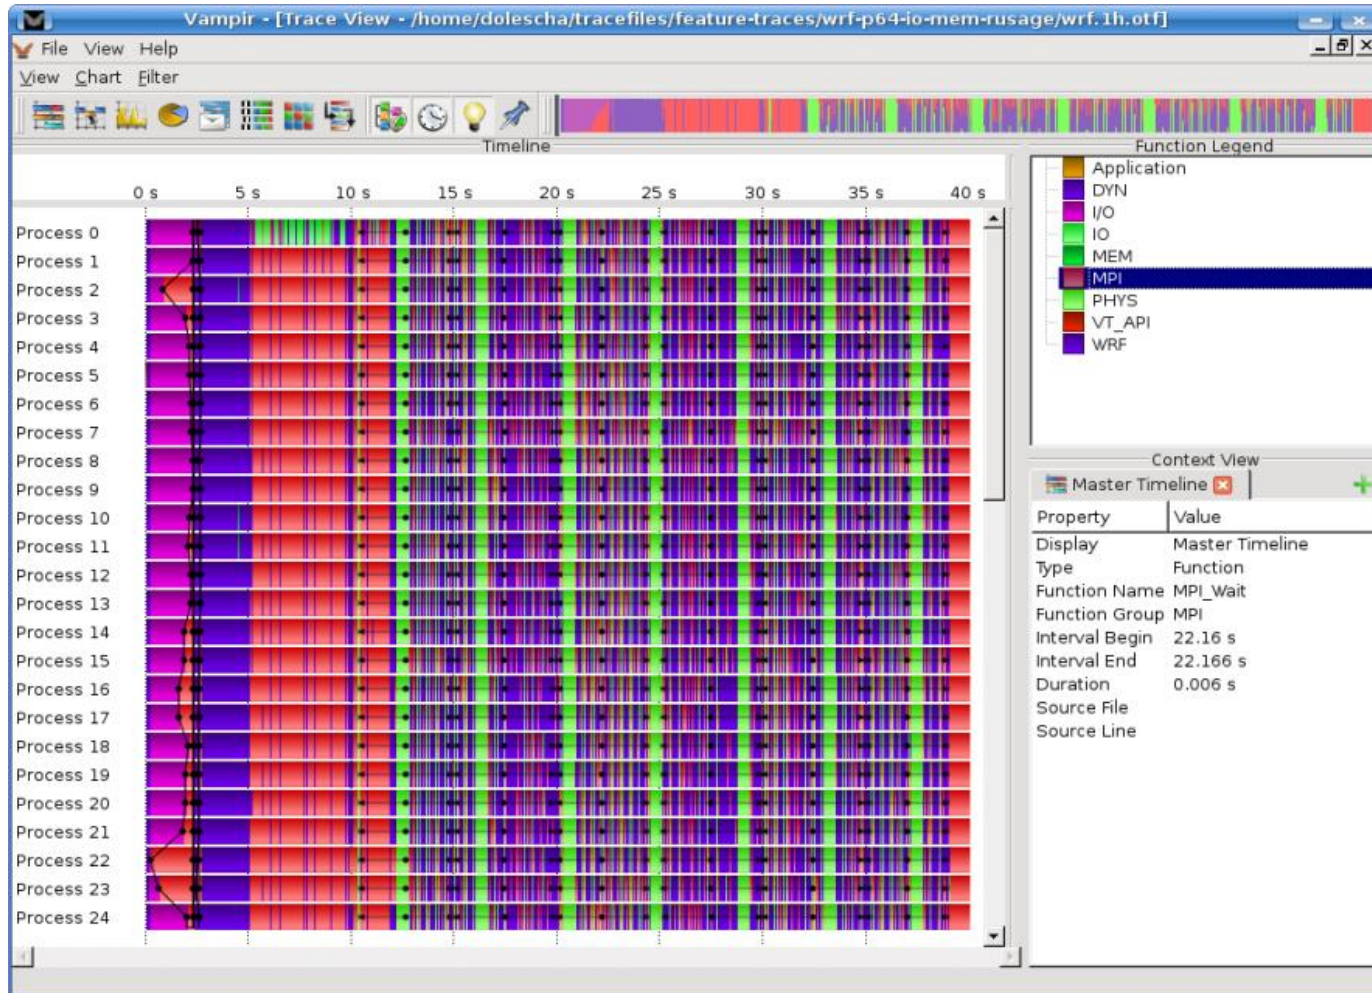 Vampir - [Trace View - /home/dolescha/tracefiles/feature-traces/wrf-p64-io-mem-rusage/wrf.1h.otf]
File View Help
View Chart Filter
Timeline
0 s 5 s 10 s 15 s 20 s 25 s 30 s 35 s 40 s
Process 0
Process 1
Process 2
Process 3
Process 4
Process 5
Process 6
Process 7
Process 8
Process 9
Process 10
Process 11
Process 12
Process 13
Process 14
Process 15
Process 16
Process 17
Process 18
Process 19
Process 20
Process 21
Process 22
Process 23
Process 24
Function Legend
Application
DYN
I/O
IO
MEM
MPI
PHYS
VT_API
WRF
Context View
Master Timeline
Property Value
Display Master Timeline
Type Function
Function Name MPI_Wait
Function Group MPI
Interval Begin 22.16 s
Interval End 22.166 s
Duration 0.006 s
Source File
Source Line